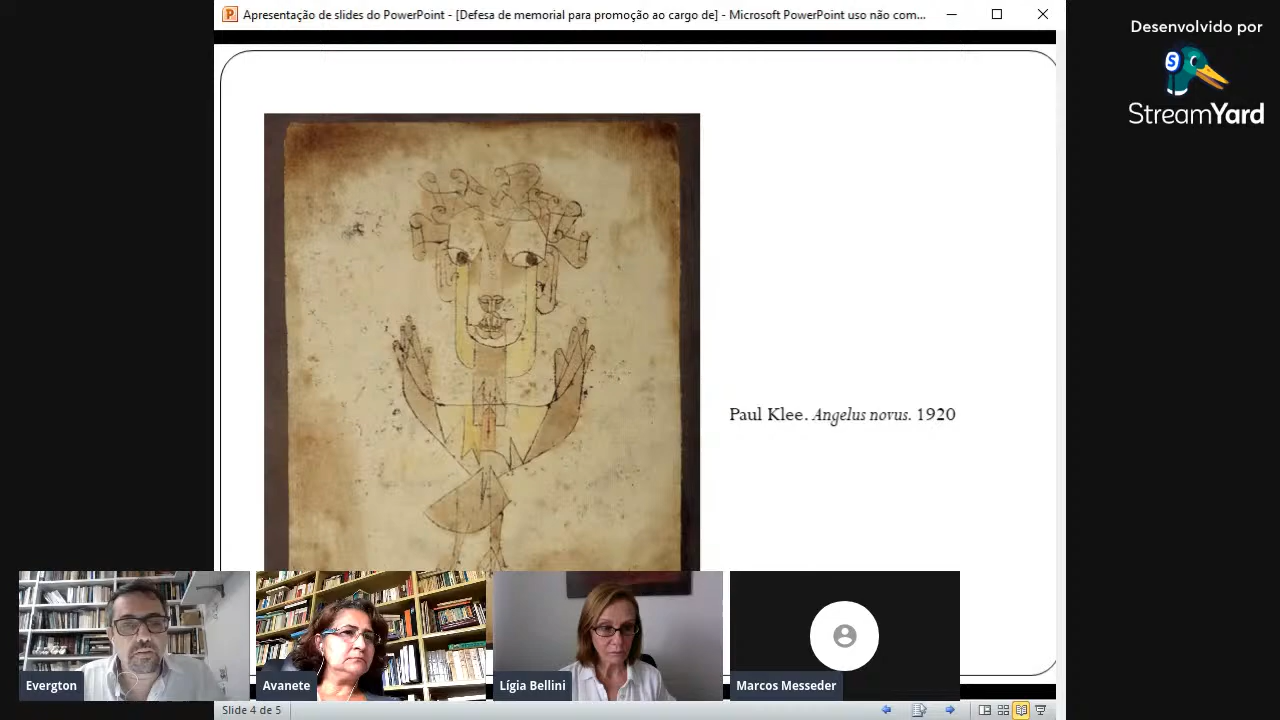 Apresentação de slides do PowerPoint - [Defesa de memorial para promoção ao cargo de] - Microsoft PowerPoint uso não com...
Desenvolvido por
StreamYard
Paul Klee. Angelus novus. 1920
Evergton
Avanete
Lígia Bellini
Marcos Messeder
Slide 4 de 5